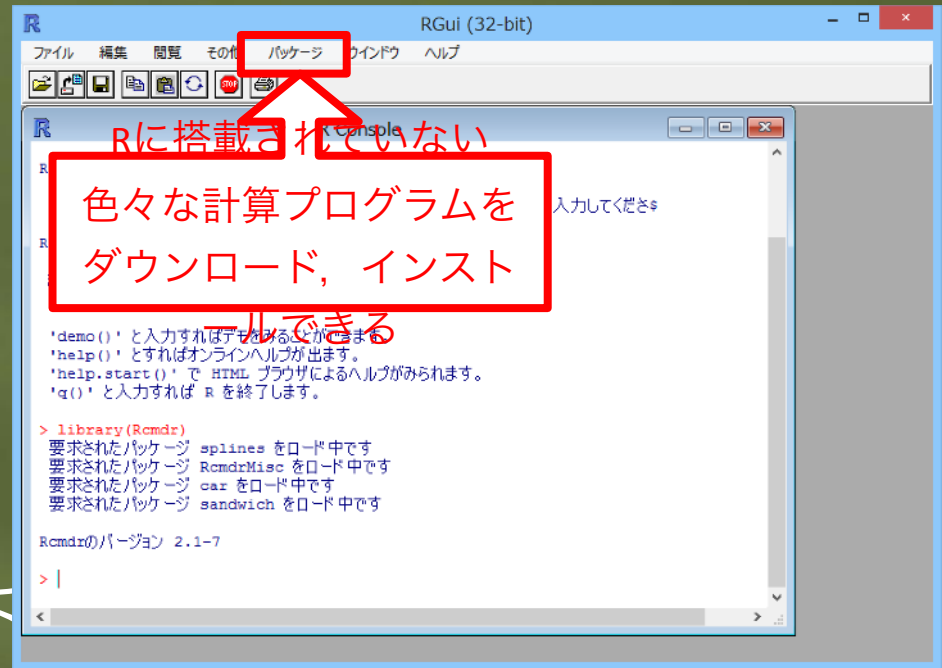 RGui (32-bit)
ファイル 編集 閲覧 その他 パッケージ ウインドウ ヘルプ
STOP
R Console
Rに搭載されていない
色々な計算プログラムを
ダウンロード，インスト
ールできる
R
入力してくださ$
R
'demo()' と入力すればデモをみることができます。
'help()' とすればオンラインヘルプが出ます。
'help.start()' で HTML ブラウザによるヘルプがみられます。
'q()' と入力すれば R を終了します。
> library(Rcmdr)
要求されたパッケージ splines をロード中です
要求されたパッケージ RcmdrMisc をロード中です
要求されたパッケージ car をロード中です
要求されたパッケージ sandwich をロード中です
Rcmdrのバージョン 2.1-7
>